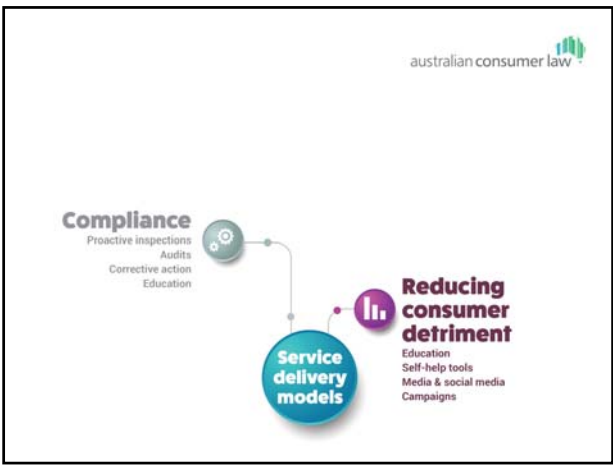 australian consumer law
Compliance
Proactive inspections
Audits
Corrective action
Education
Reducing
consumer
detriment
Education
Self-help tools
Media & social media
Campaigns
Service
delivery
models